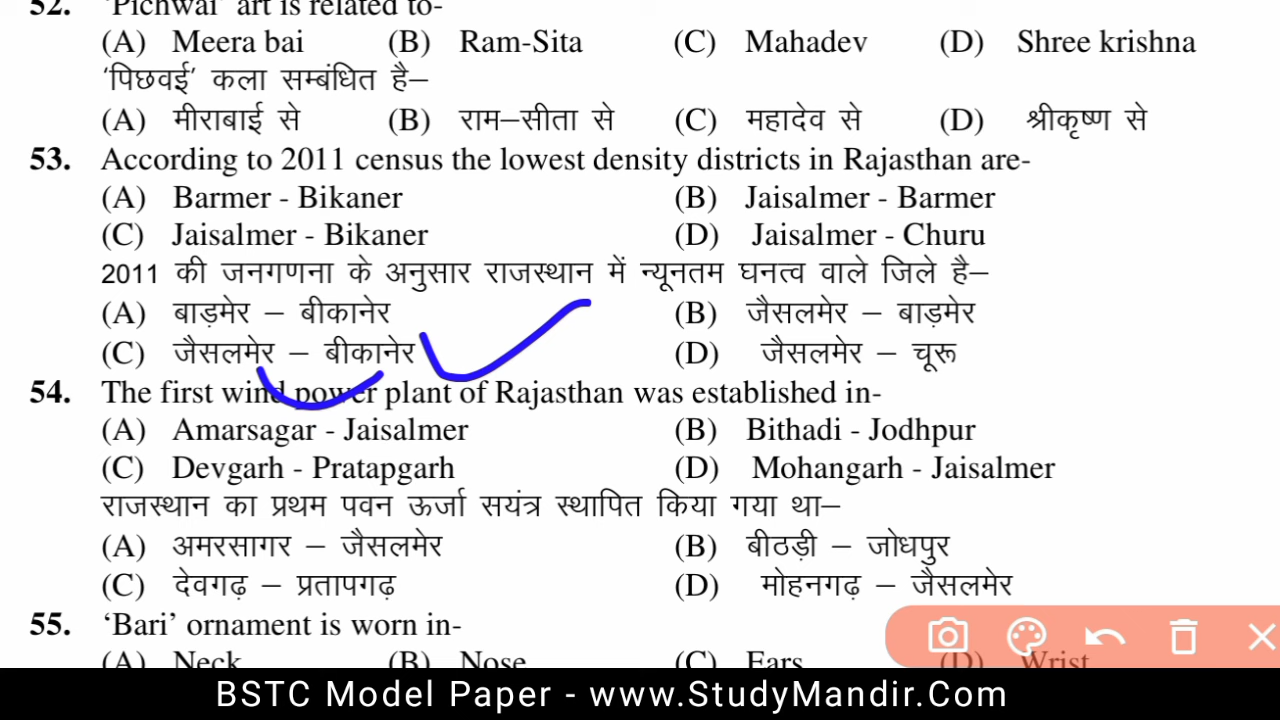 52. 'Pichwai' art is related to-
(A) Meera bai (B) Ram-Sita (C) Mahadev (D) Shree krishna
'पिछवई' कला सम्बंधित है–
(A) मीराबाई से (B) राम–सीता से (C) महादेव से (D) श्रीकृष्ण से
53. According to 2011 census the lowest density districts in Rajasthan are-
(A) Barmer - Bikaner (B) Jaisalmer - Barmer
(C) Jaisalmer - Bikaner (D) Jaisalmer - Churu
2011 की जनगणना के अनुसार राजस्थान में न्यूनतम घनत्व वाले जिले है–
(A) बाड़मेर – बीकानेर (B) जैसलमेर – बाड़मेर
(C) जैसलमेर – बीकानेर (D) जैसलमेर – चूरू
54. The first wind power plant of Rajasthan was established in-
(A) Amarsagar - Jaisalmer (B) Bithadi - Jodhpur
(C) Devgarh - Pratapgarh (D) Mohangarh - Jaisalmer
राजस्थान का प्रथम पवन ऊर्जा सयंत्र स्थापित किया गया था–
(A) अमरसागर – जैसलमेर (B) बीठड़ी – जोधपुर
(C) देवगढ़ – प्रतापगढ़ (D) मोहनगढ़ – जैसलमेर
55. 'Bari' ornament is worn in-
(A) Neck (B) Nose (C) Ears (D) Wrist
BSTC Model Paper - www.StudyMandir.Com